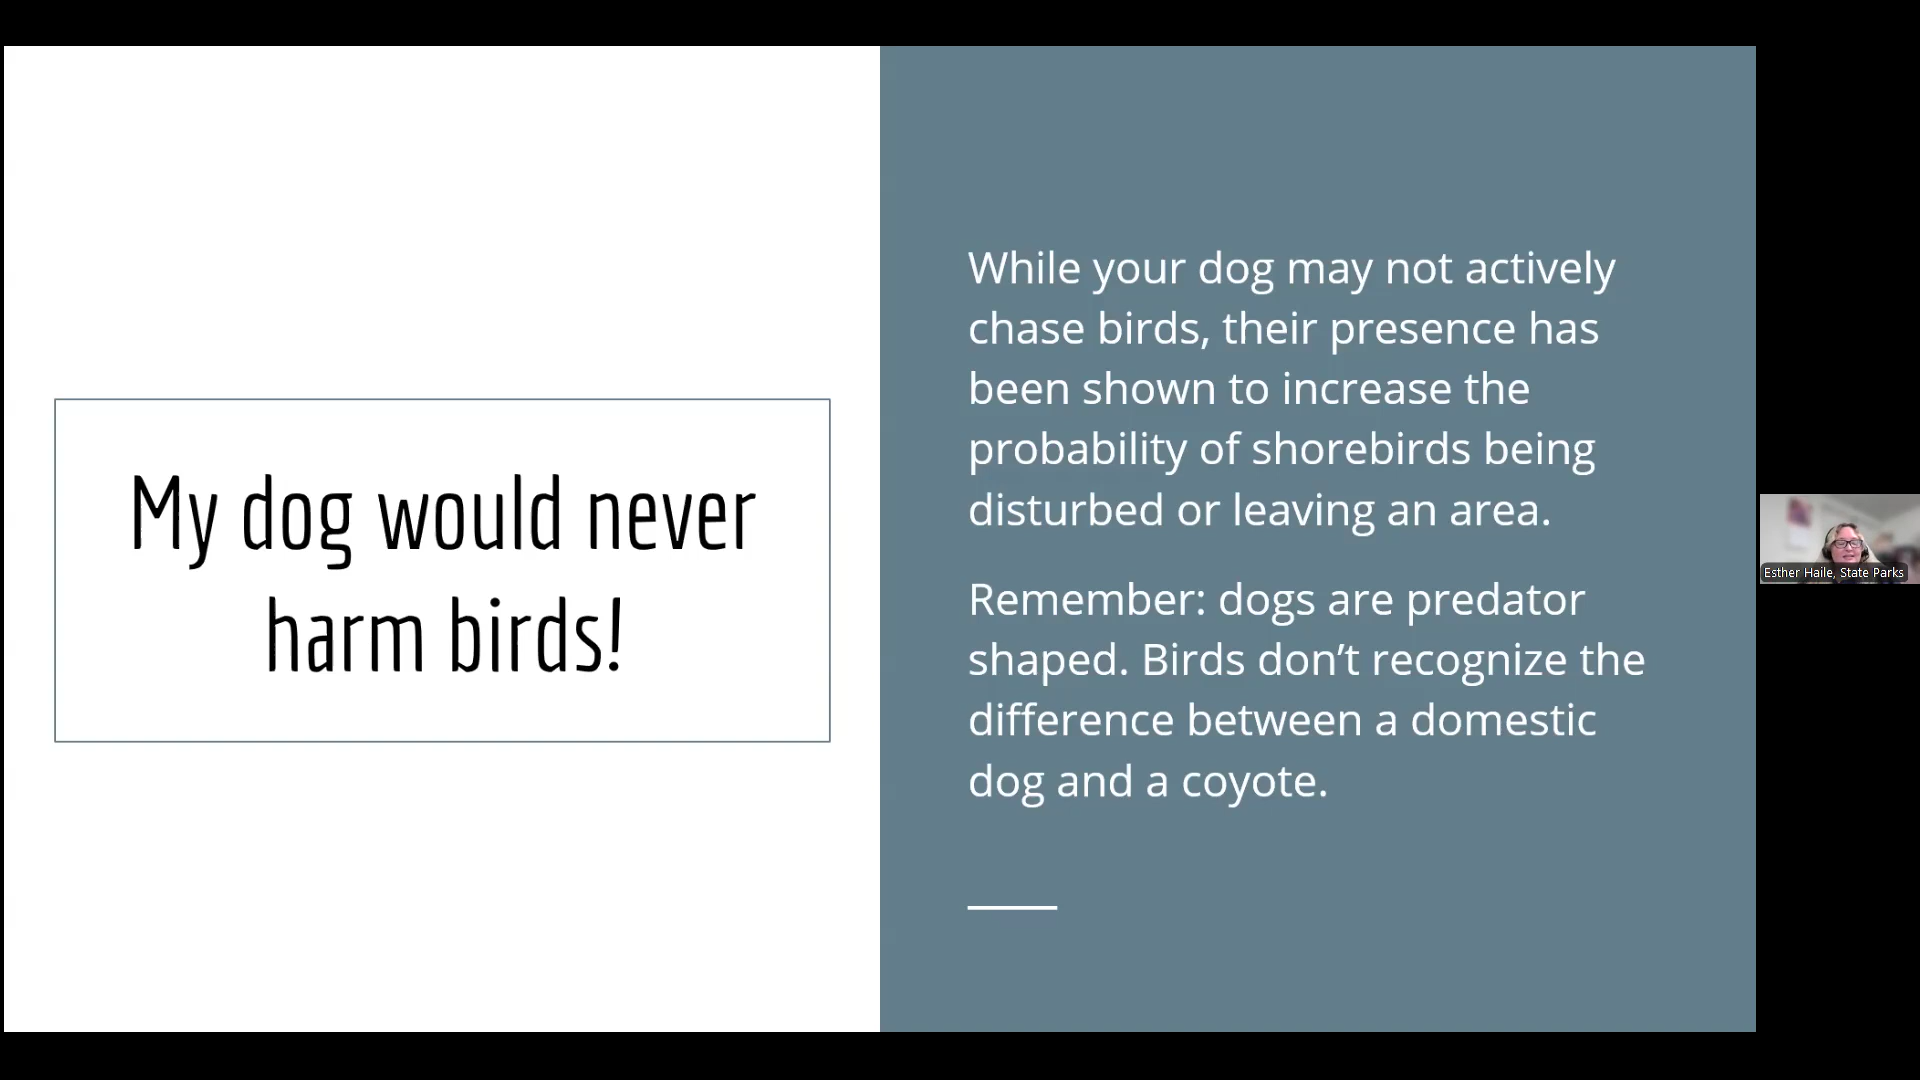 My dog would never
harm birds!
While your dog may not actively
chase birds, their presence has
been shown to increase the
probability of shorebirds being
disturbed or leaving an area.
Remember: dogs are predator
shaped. Birds don’t recognize the
difference between a domestic
dog and a coyote.
Esther Haile, State Parks